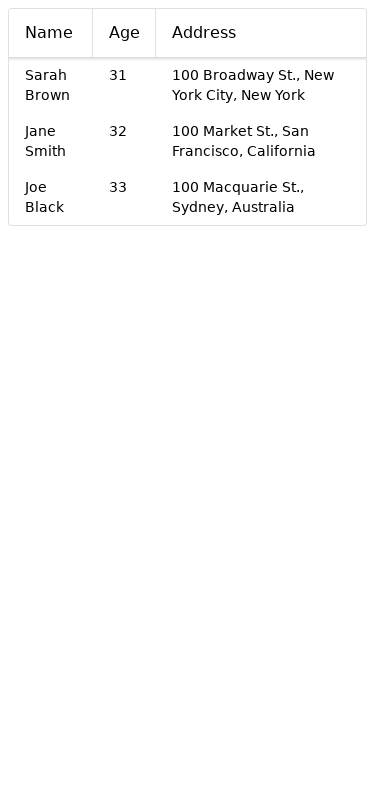 Name Age Address
Sarah Brown 31 100 Broadway St., New York City, New York
Jane Smith 32 100 Market St., San Francisco, California
Joe Black 33 100 Macquarie St., Sydney, Australia